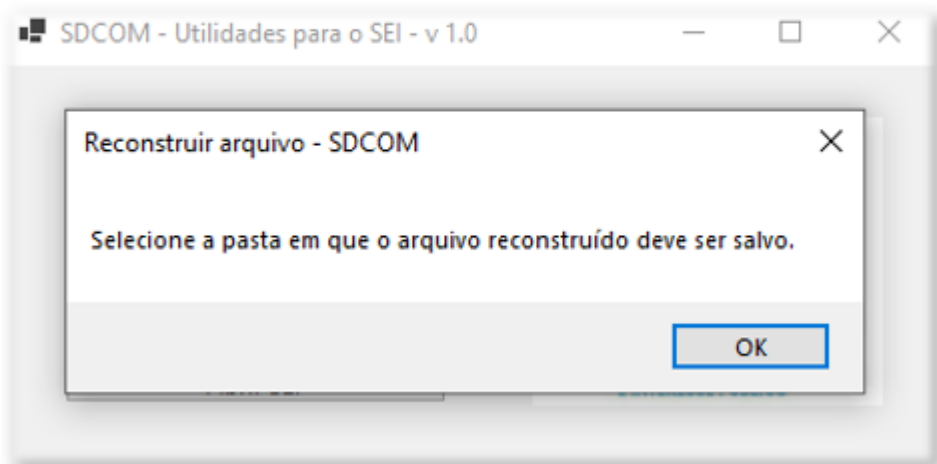 SDCOM - Utilidades para o SEI - v 1.0
Reconstruir arquivo - SDCOM
Selecione a pasta em que o arquivo reconstruído deve ser salvo.
OK